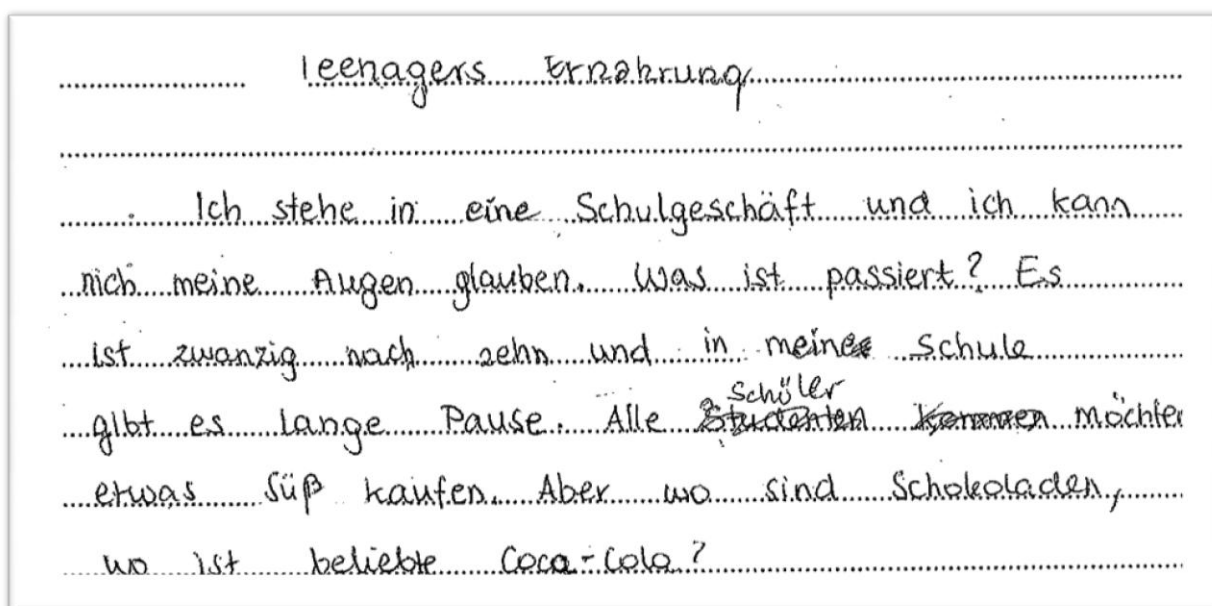 Teenagers Ernährung
Ich stehe in eine Schulgeschäft und ich kann
nich meine Augen glauben. Was ist passiert? Es
ist zwanzig nach zehn und in meine Schule
gibt es lange Pause. Alle Schüler möchten
etwas Süß kaufen. Aber wo sind Schokoladen,
wo ist beliebte Coca-Cola?